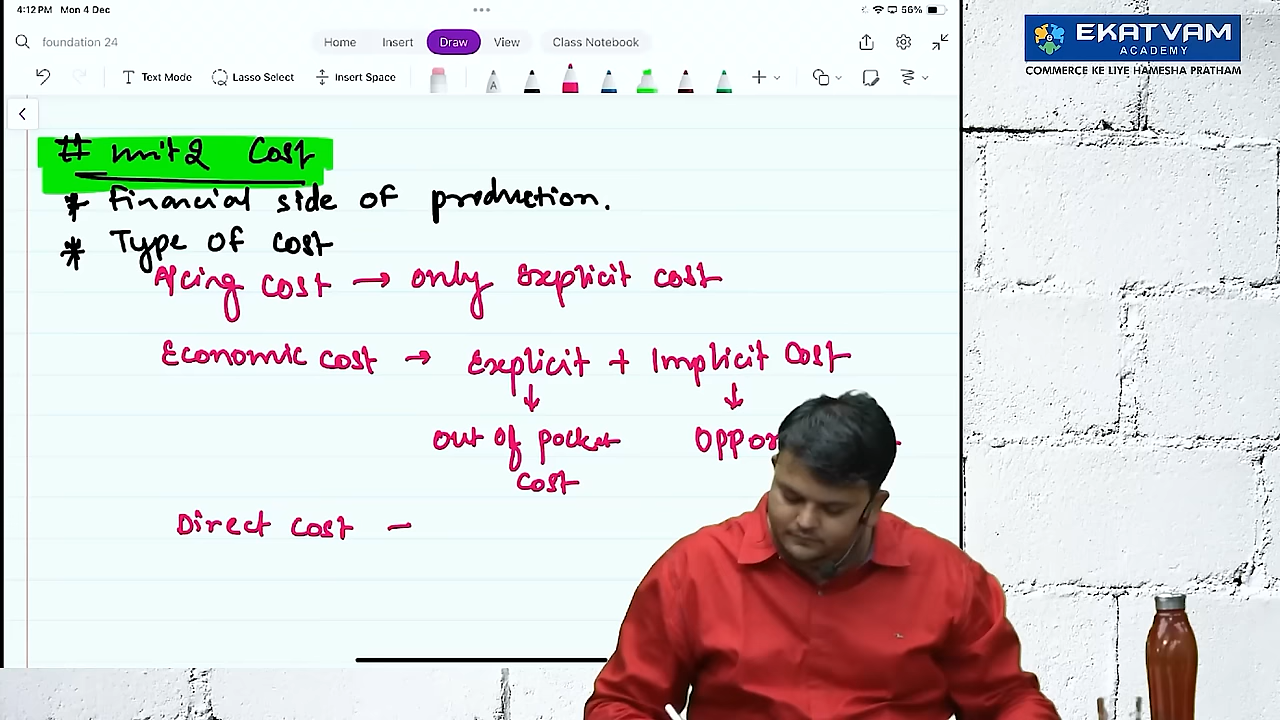 4:12 PM Mon 4 Dec
56%
foundation 24
Home Insert Draw View Class Notebook
Text Mode Lasso Select Insert Space
EKATVAM
ACADEMY
COMMERCE KE LIYE HAMESHA PRATHAM
# Unit 2 Cost
* Financial side of production.
* Type of cost
cost → only Explicit cost
Economic cost → Explicit + Implicit Cost
↓ ↓
out of pocket Oppor
cost
Direct cost –